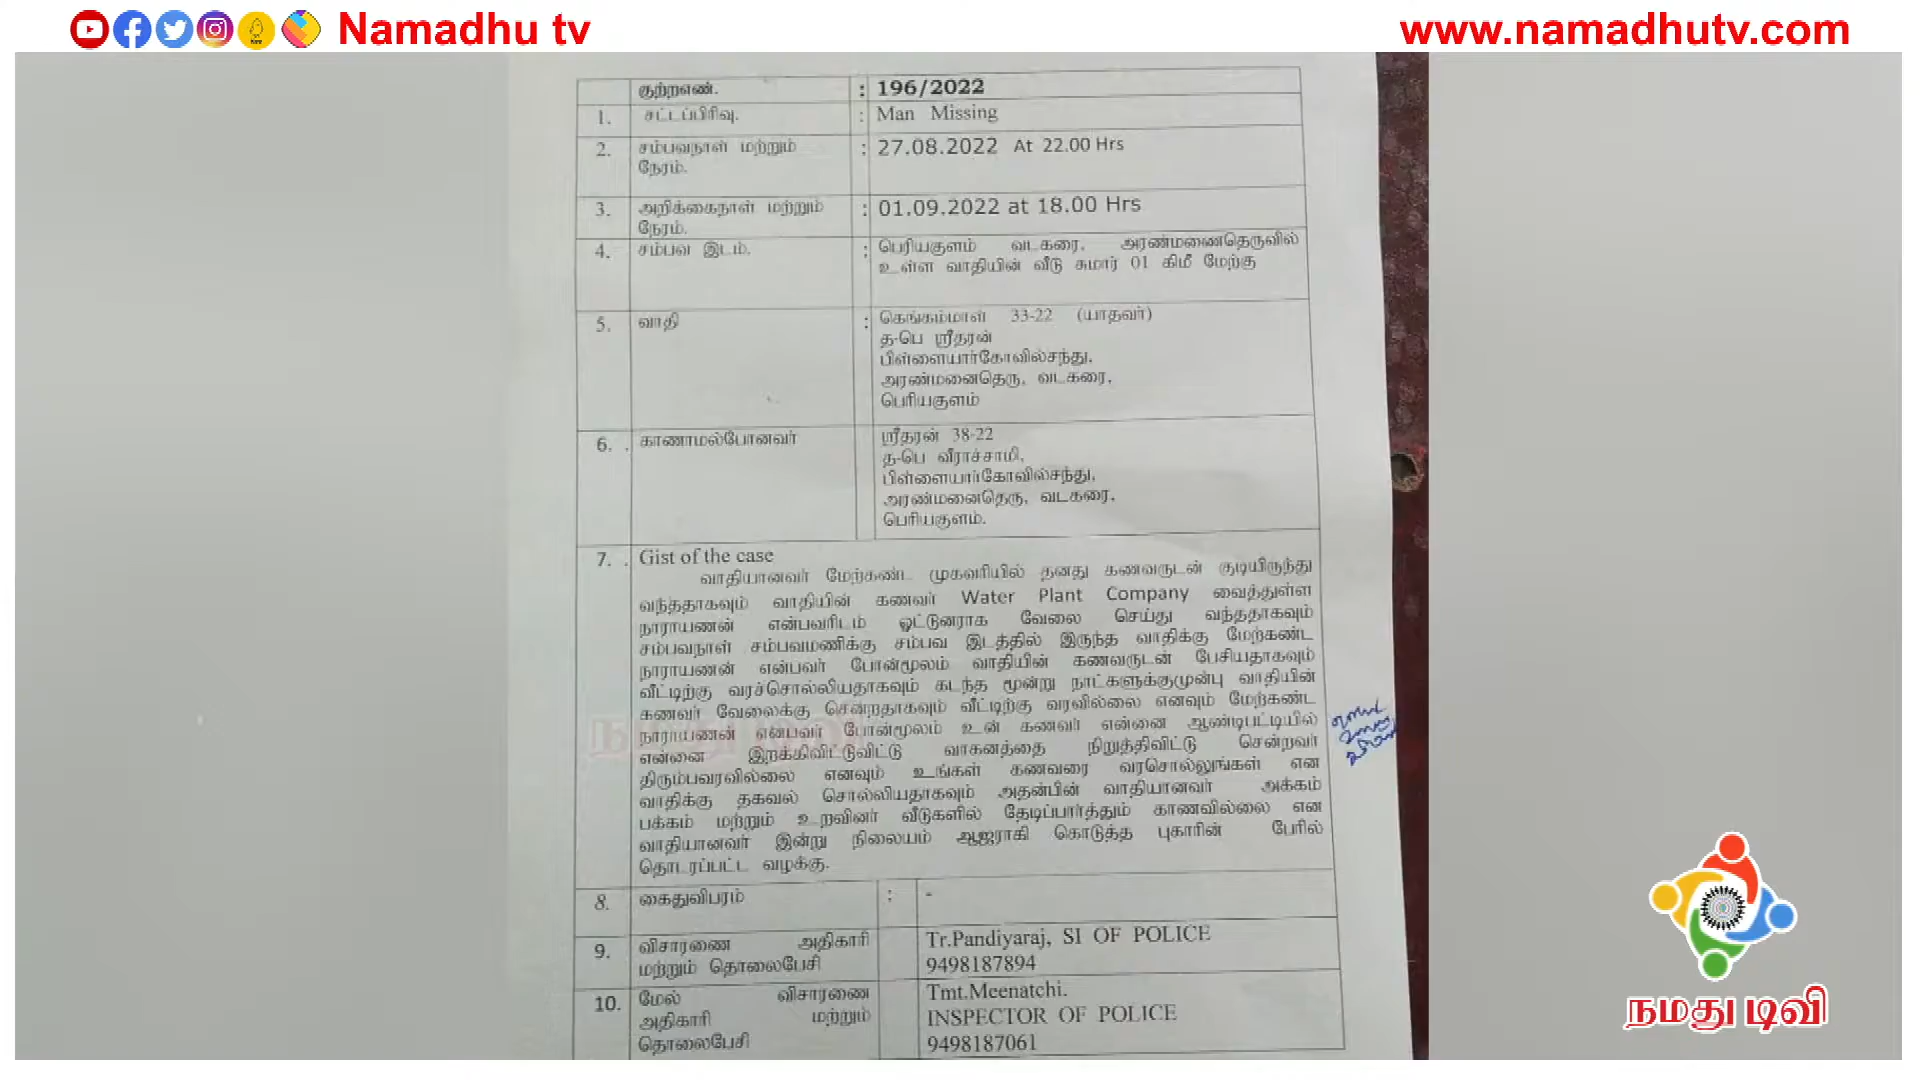 Namadhu tv
www.namadhutv.com
குற்றஎண். : 196/2022
1. சட்டப்பிரிவு. : Man Missing
2. சம்பவநாள் மற்றும் : 27.08.2022 At 22.00 Hrs
நேரம்.
3. அறிக்கைநாள் மற்றும் : 01.09.2022 at 18.00 Hrs
நேரம்.
4. சம்பவ இடம். : பெரியகுளம் வடகரை, அரண்மணைதெருவில்
உள்ள வாதியின் வீடு சுமார் 01 கிமீ மேற்கு
5. வாதி : கெங்கம்மாள் 33-22 (யாதவர்)
த-பெ ஸ்ரீதரன்
பிள்ளையார்கோவில்சந்து,
அரண்மனைதெரு, வடகரை,
பெரியகுளம்
6. . காணாமல்போனவர் ஸ்ரீதரன் 38-22
த-பெ வீராச்சாமி,
பிள்ளையார்கோவில்சந்து,
அரண்மனைதெரு, வடகரை,
பெரியகுளம்.
7. . Gist of the case
வாதியானவர் மேற்கண்ட முகவரியில் தனது கணவருடன் குடியிருந்து
வந்ததாகவும் வாதியின் கணவர் Water Plant Company வைத்துள்ள
நாராயணன் என்பவரிடம் ஓட்டுனராக வேலை செய்து வந்ததாகவும்
சம்பவநாள் சம்பவமணிக்கு சம்பவ இடத்தில் இருந்த வாதிக்கு மேற்கண்ட
நாராயணன் என்பவர் போன்மூலம் வாதியின் கணவருடன் பேசியதாகவும்
வீட்டிற்கு வரச்சொல்லியதாகவும் கடந்த மூன்று நாட்களுக்குமுன்பு வாதியின்
கணவர் வேலைக்கு சென்றதாகவும் வீட்டிற்கு வரவில்லை எனவும் மேற்கண்ட
நாராயணன் என்பவர் போன்மூலம் உன் கணவர் என்னை ஆண்டிபட்டியில்
என்னை இறக்கிவிட்டுவிட்டு வாகனத்தை நிறுத்திவிட்டு சென்றவர்
திரும்பவரவில்லை எனவும் உங்கள் கணவரை வரசொல்லுங்கள் என
வாதிக்கு தகவல் சொல்லியதாகவும் அதன்பின் வாதியானவர் அக்கம்
பக்கம் மற்றும் உறவினர் வீடுகளில் தேடிப்பார்த்தும் காணவில்லை என
வாதியானவர் இன்று நிலையம் ஆஜராகி கொடுத்த புகாரின் பேரில்
தொடரப்பட்ட வழக்கு.
8. கைதுவிபரம் : -
9. விசாரணை அதிகாரி Tr.Pandiyaraj, SI OF POLICE
மற்றும் தொலைபேசி 9498187894
10. மேல் விசாரணை Tmt.Meenatchi.
அதிகாரி மற்றும் INSPECTOR OF POLICE
தொலைபேசி 9498187061
நமது டிவி
நமது டிவி